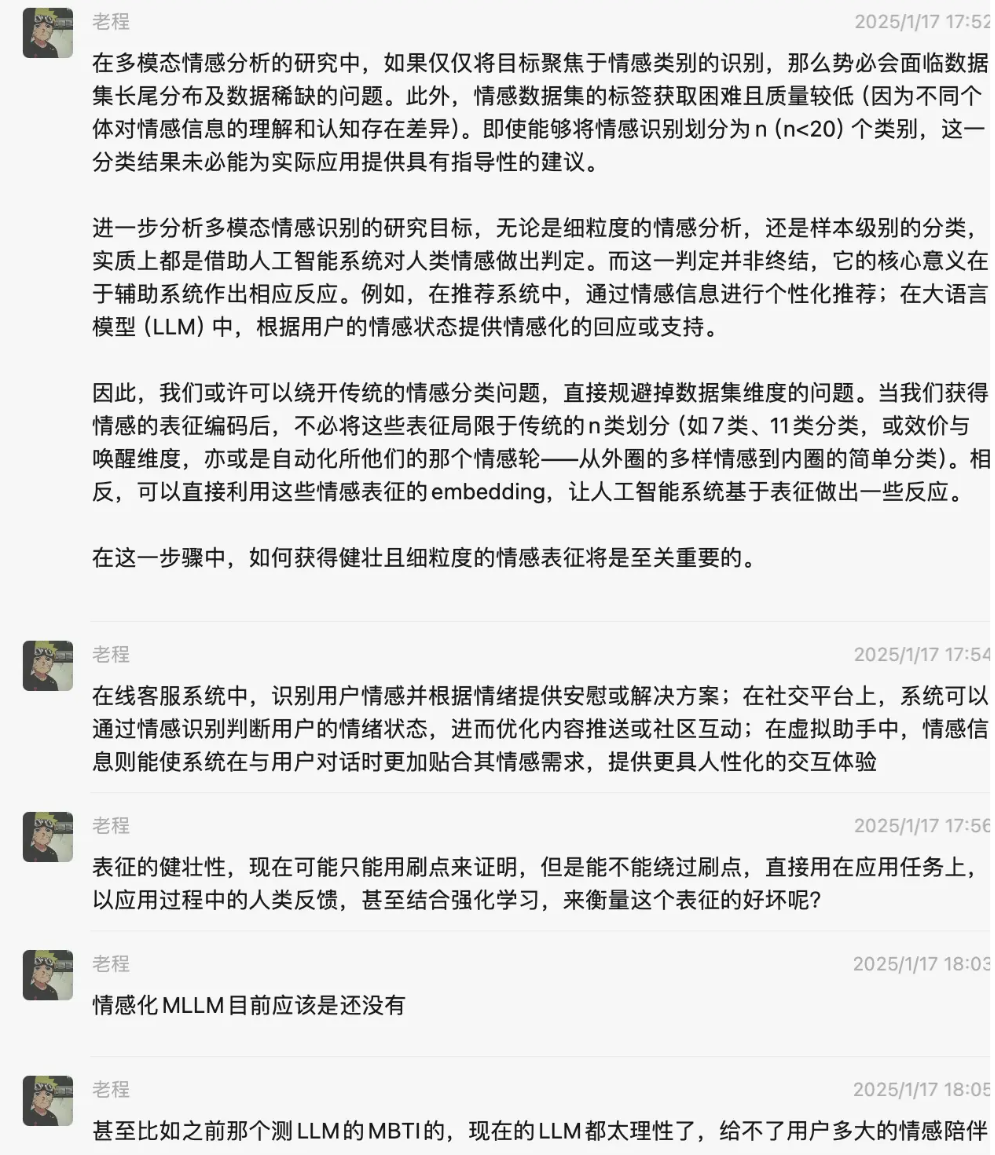 老程
2025/1/17 17:52
在多模态情感分析的研究中，如果仅仅将目标聚焦于情感类别的识别，那么势必会面临数据
集长尾分布及数据稀缺的问题。此外，情感数据集的标签获取困难且质量较低（因为不同个
体对情感信息的理解和认知存在差异）。即使能够将情感识别划分为n（n<20）个类别，这一
分类结果未必能为实际应用提供具有指导性的建议。
进一步分析多模态情感识别的研究目标，无论是细粒度的情感分析，还是样本级别的分类，
实质上都是借助人工智能系统对人类情感做出判定。而这一判定并非终结，它的核心意义在
于辅助系统作出相应反应。例如，在推荐系统中，通过情感信息进行个性化推荐；在大语言
模型（LLM）中，根据用户的情感状态提供情感化的回应或支持。
因此，我们或许可以绕开传统的情感分类问题，直接规避掉数据集维度的问题。当我们获得
情感的表征编码后，不必将这些表征局限于传统的n类划分（如7类、11类分类，或效价与
唤醒维度，亦或是自动化所他们的那个情感轮——从外圈的多样情感到内圈的简单分类）。相
反，可以直接利用这些情感表征的embedding，让人工智能系统基于表征做出一些反应。
在这一步骤中，如何获得健壮且细粒度的情感表征将是至关重要的。
老程
2025/1/17 17:54
在线客服系统中，识别用户情感并根据情绪提供安慰或解决方案；在社交平台上，系统可以
通过情感识别判断用户的情绪状态，进而优化内容推送或社区互动；在虚拟助手中，情感信
息则能使系统在与用户对话时更加贴合其情感需求，提供更具人性化的交互体验
老程
2025/1/17 17:56
表征的健壮性，现在可能只能用刷点来证明，但是能不能绕过刷点，直接用在应用任务上，
以应用过程中的人类反馈，甚至结合强化学习，来衡量这个表征的好坏呢？
老程
2025/1/17 18:03
情感化MLLM目前应该是还没有
老程
2025/1/17 18:05
甚至比如之前那个测LLM的MBTI的，现在的LLM都太理性了，给不了用户多大的情感陪伴